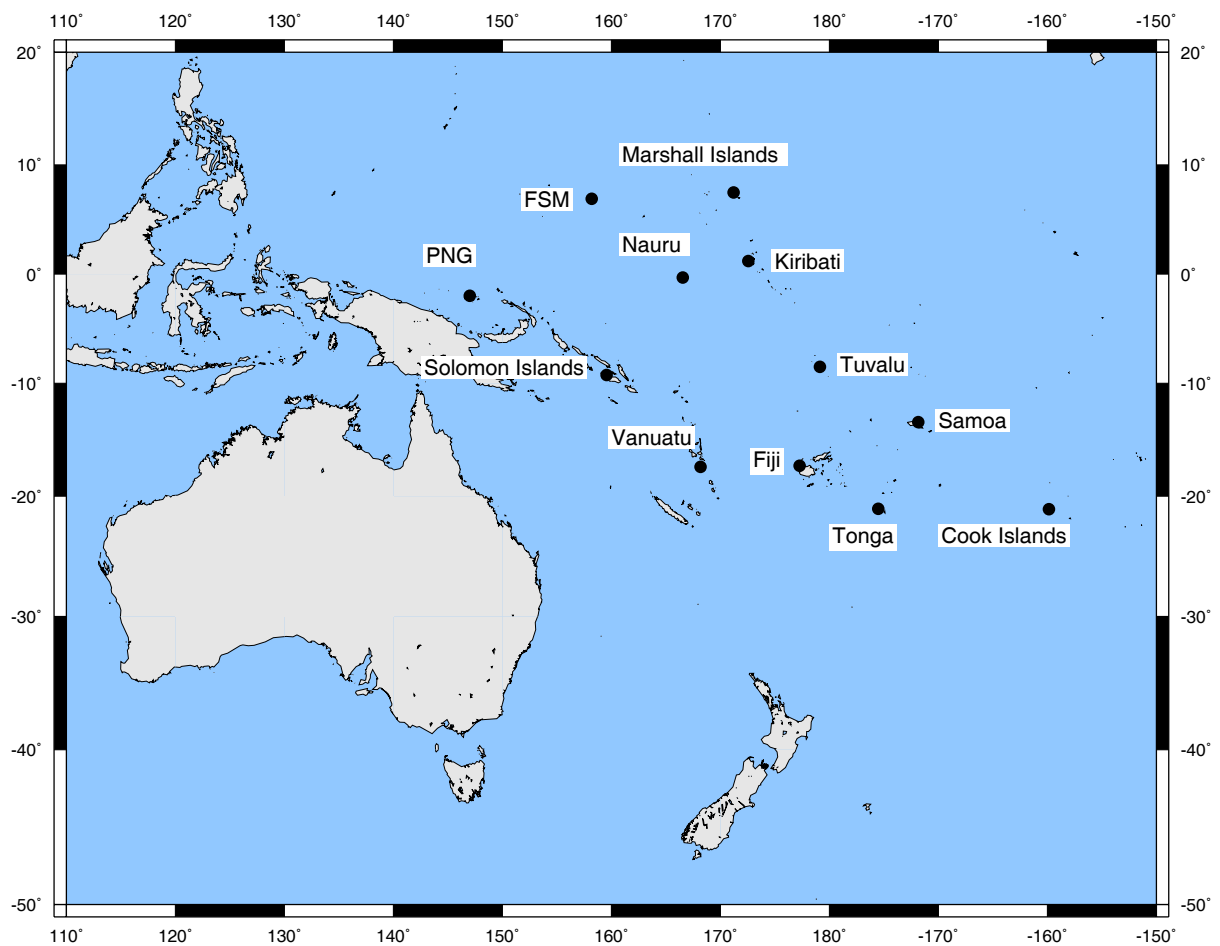 110˚ 120˚ 130˚ 140˚ 150˚ 160˚ 170˚ 180˚ -170˚ -160˚ -150˚
20˚ 20˚
Marshall Islands
10˚ 10˚
FSM
Nauru
PNG
Kiribati
0˚ 0˚
Tuvalu
Solomon Islands
-10˚ -10˚
Samoa
Vanuatu
Fiji
-20˚ -20˚
Tonga Cook Islands
-30˚ -30˚
-40˚ -40˚
-50˚ -50˚
110˚ 120˚ 130˚ 140˚ 150˚ 160˚ 170˚ 180˚ -170˚ -160˚ -150˚